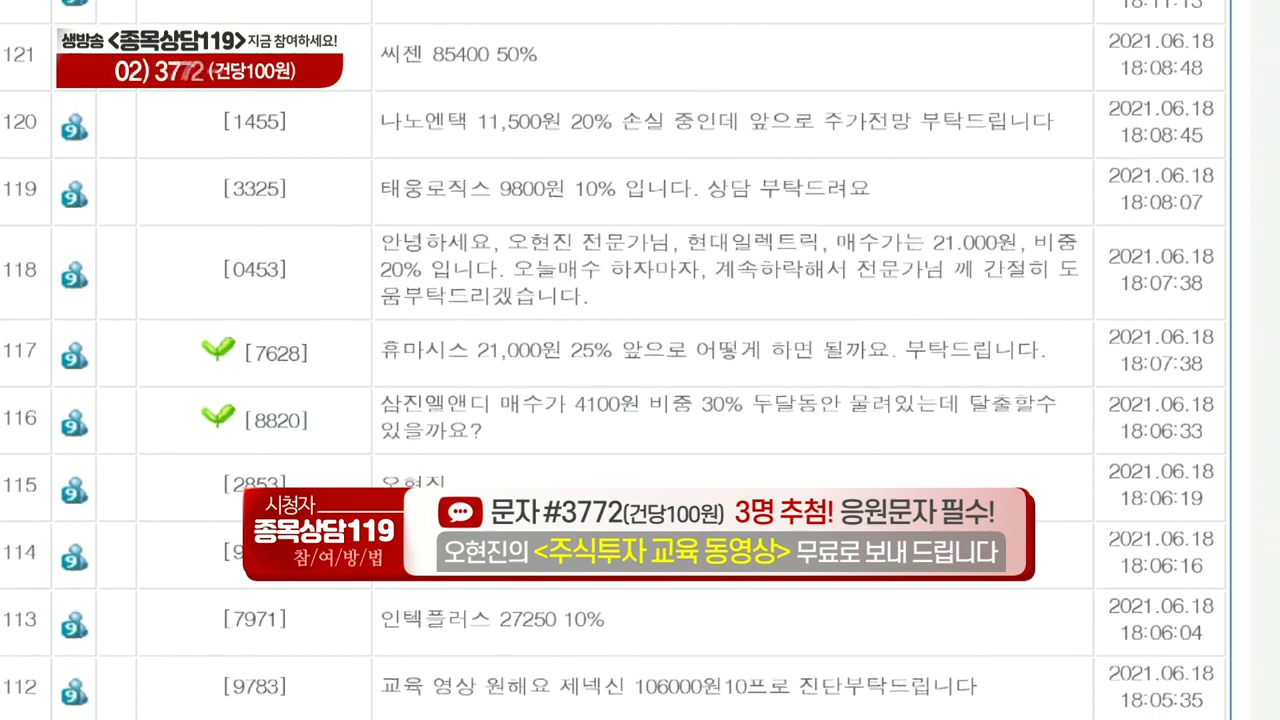 18:11:13
생방송 <종목상담119> 지금 참여하세요!
02) 3772 (건당100원)
121 씨젠 85400 50% 2021.06.18
18:08:48
120 [1455] 나노엔택 11,500원 20% 손실 중인데 앞으로 주가전망 부탁드립니다 2021.06.18
18:08:45
119 [3325] 태웅로직스 9800원 10% 입니다. 상담 부탁드려요 2021.06.18
18:08:07
118 [0453] 안녕하세요, 오현진 전문가님, 현대일렉트릭, 매수가는 21.000원, 비중
20% 입니다. 오늘매수 하자마자, 계속하락해서 전문가님 께 간절히 도
움부탁드리겠습니다.
2021.06.18
18:07:38
117 [7628] 휴마시스 21,000원 25% 앞으로 어떻게 하면 될까요. 부탁드립니다. 2021.06.18
18:07:38
116 [8820] 삼진엘앤디 매수가 4100원 비중 30% 두달동안 물려있는데 탈출할수
있을까요?
2021.06.18
18:06:33
115 [2853] 오현진 2021.06.18
18:06:19
시청자
종목상담119
참/여/방/법
문자 #3772(건당100원) 3명 추첨! 응원문자 필수!
오현진의 <주식투자 교육 동영상> 무료로 보내 드립니다
114 [9 2021.06.18
18:06:16
113 [7971] 인텍플러스 27250 10% 2021.06.18
18:06:04
112 [9783] 교육 영상 원해요 제넥신 106000원10프로 진단부탁드립니다 2021.06.18
18:05:35